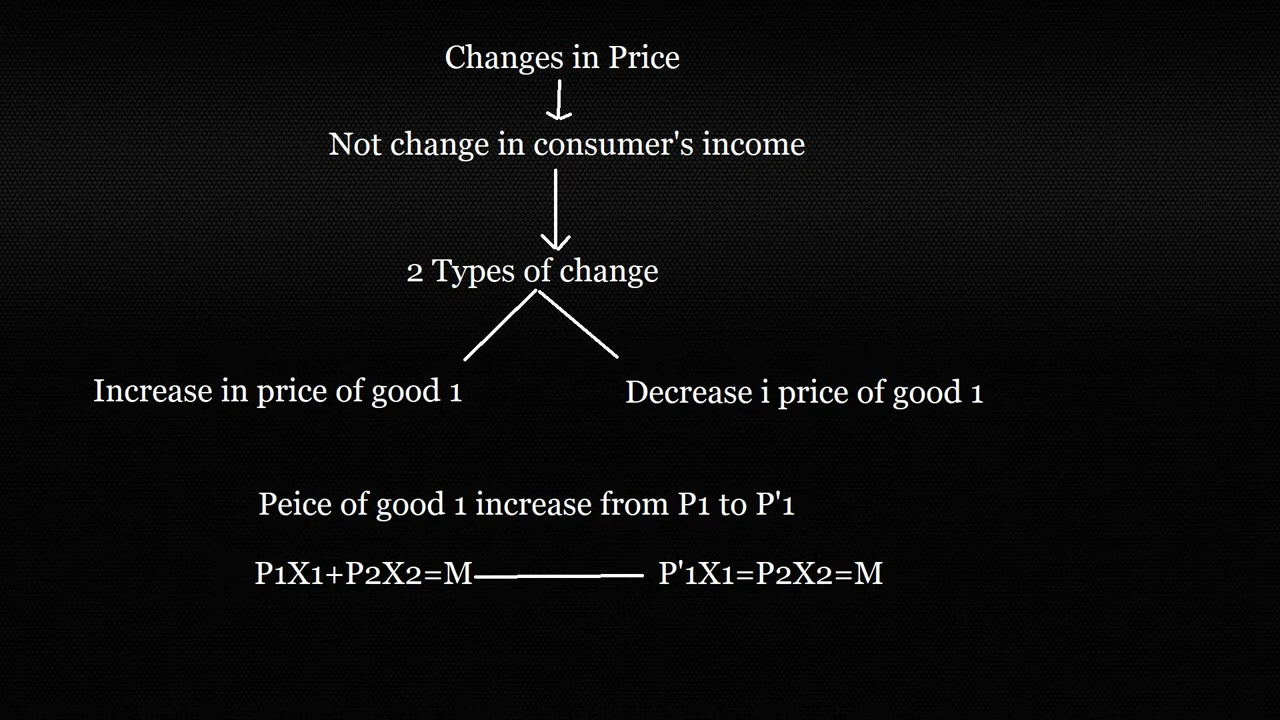 Changes in Price
Not change in consumer's income
2 Types of change
Increase in price of good 1
Decrease i price of good 1
Peice of good 1 increase from P1 to P'1
P1X1+P2X2=M P'1X1=P2X2=M